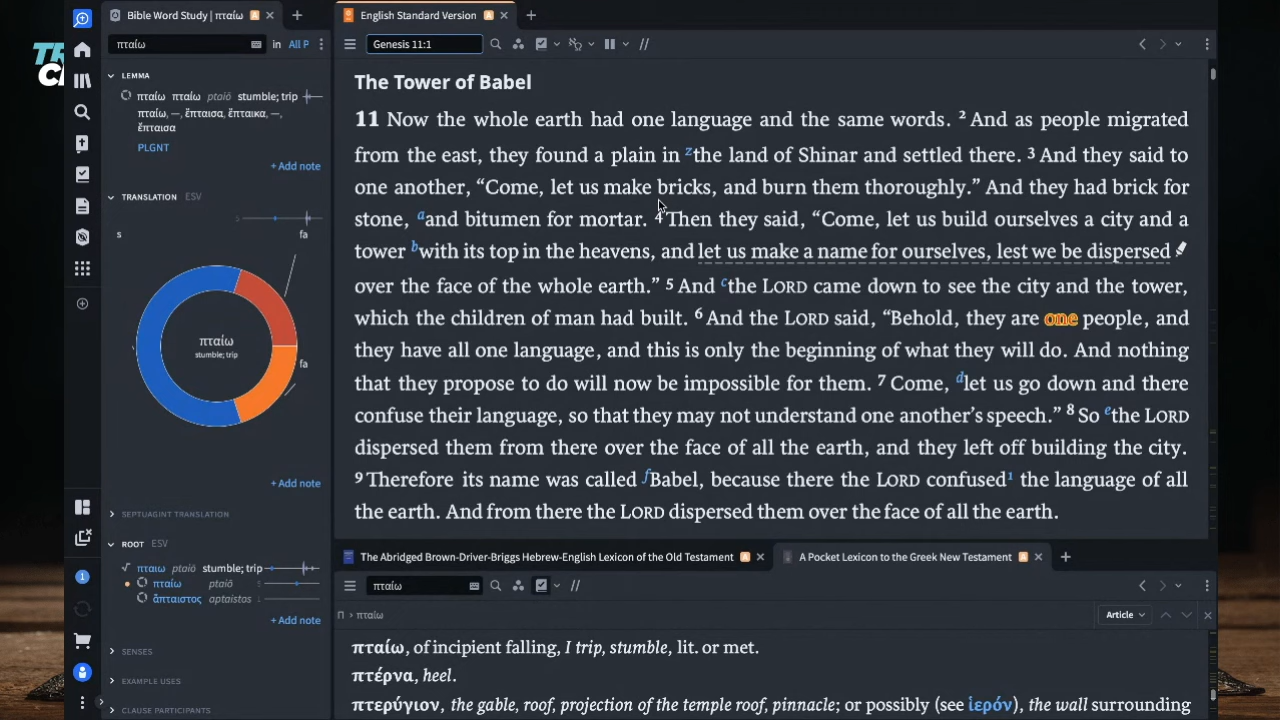 Bible Word Study | πταίω A
English Standard Version A
πταίω in All P
Genesis 11:1
TR
C
LEMMA
πταίω πταίω ptaiō stumble; trip
πταίω, —, ἔπταισα, ἔπταικα, —,
ἔπταισα
PLGNT
+ Add note
TRANSLATION ESV
s
s fa
πταίω
stumble; trip
fa
+ Add note
SEPTUAGINT TRANSLATION
ROOT ESV
πταιω ptaiō stumble; trip
πταίω ptaiō
ἄπταιστος aptaistos
+ Add note
SENSES
EXAMPLE USES
CLAUSE PARTICIPANTS
1
The Tower of Babel
11 Now the whole earth had one language and the same words. 2 And as people migrated
from the east, they found a plain in z the land of Shinar and settled there. 3 And they said to
one another, “Come, let us make bricks, and burn them thoroughly.” And they had brick for
stone, a and bitumen for mortar. 4 Then they said, “Come, let us build ourselves a city and a
tower b with its top in the heavens, and let us make a name for ourselves, lest we be dispersed
over the face of the whole earth.” 5 And c the LORD came down to see the city and the tower,
which the children of man had built. 6 And the LORD said, “Behold, they are one people, and
they have all one language, and this is only the beginning of what they will do. And nothing
that they propose to do will now be impossible for them. 7 Come, d let us go down and there
confuse their language, so that they may not understand one another’s speech.” 8 So e the LORD
dispersed them from there over the face of all the earth, and they left off building the city.
9 Therefore its name was called f Babel, because there the LORD confused1 the language of all
the earth. And from there the LORD dispersed them over the face of all the earth.
The Abridged Brown-Driver-Briggs Hebrew-English Lexicon of the Old Testament A
A Pocket Lexicon to the Greek New Testament A
πταίω
Π › πταίω
Article
πταίω, of incipient falling, I trip, stumble, lit. or met.
πτέρνα, heel.
πτερύγιον, the gable, roof, projection of the temple roof, pinnacle; or possibly (see ἱερόν), the wall surrounding